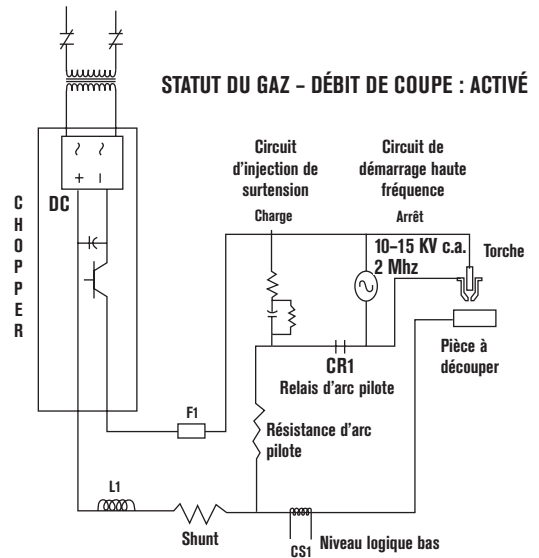 STATUT DU GAZ – DÉBIT DE COUPE : ACTIVÉ
Circuit
d'injection de
surtension
Charge
Circuit de
démarrage haute
fréquence
Arrêt
CHOPPER
DC
~ ~
+ –
10–15 KV c.a.
2 Mhz
Torche
Pièce à
découper
CR1
Relais d'arc pilote
F1
Résistance d'arc
pilote
L1
Shunt
CS1
Niveau logique bas